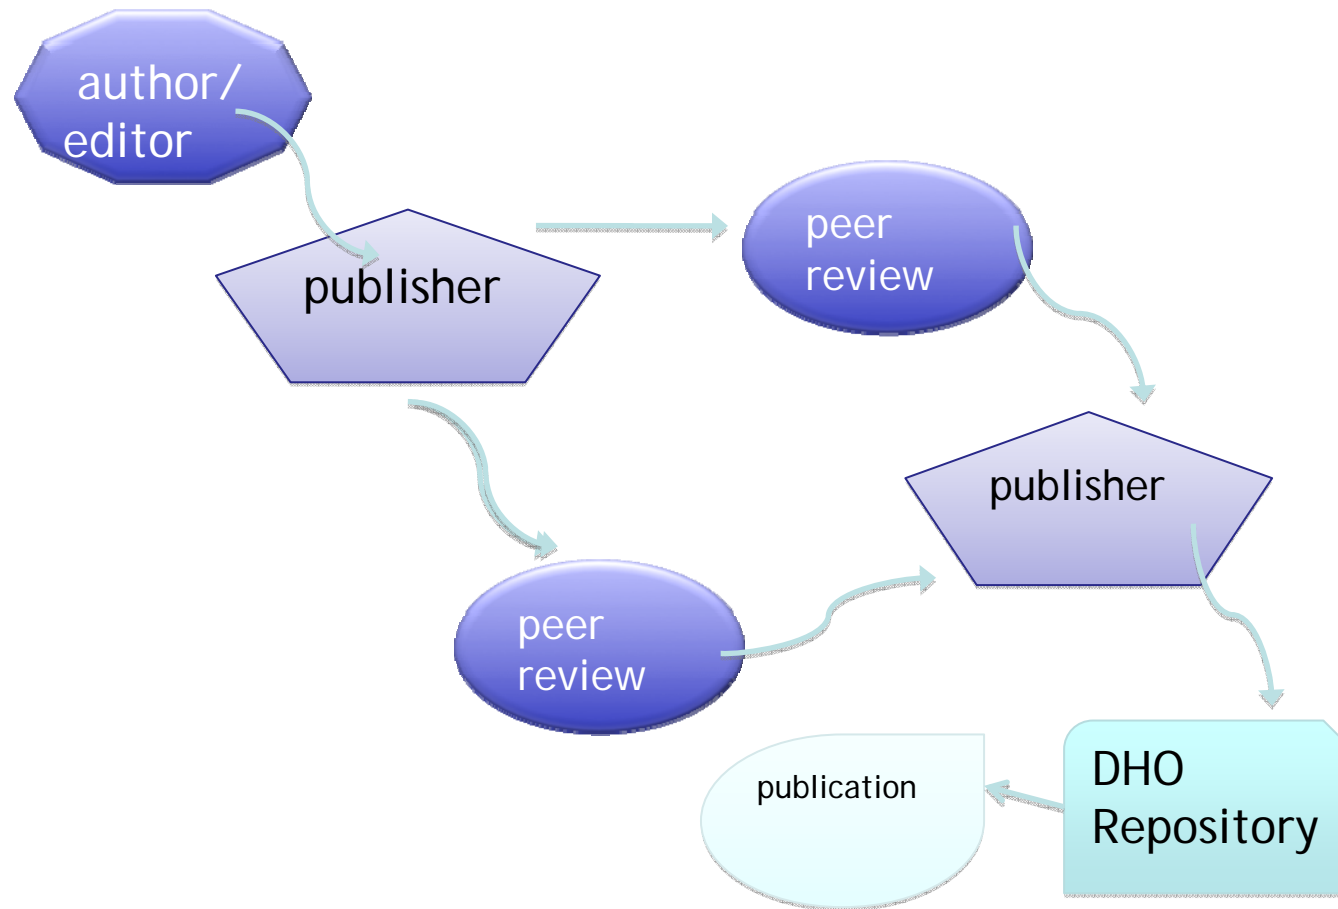 author/
editor
publisher
peer
review
publisher
peer
review
publication
DHO
Repository